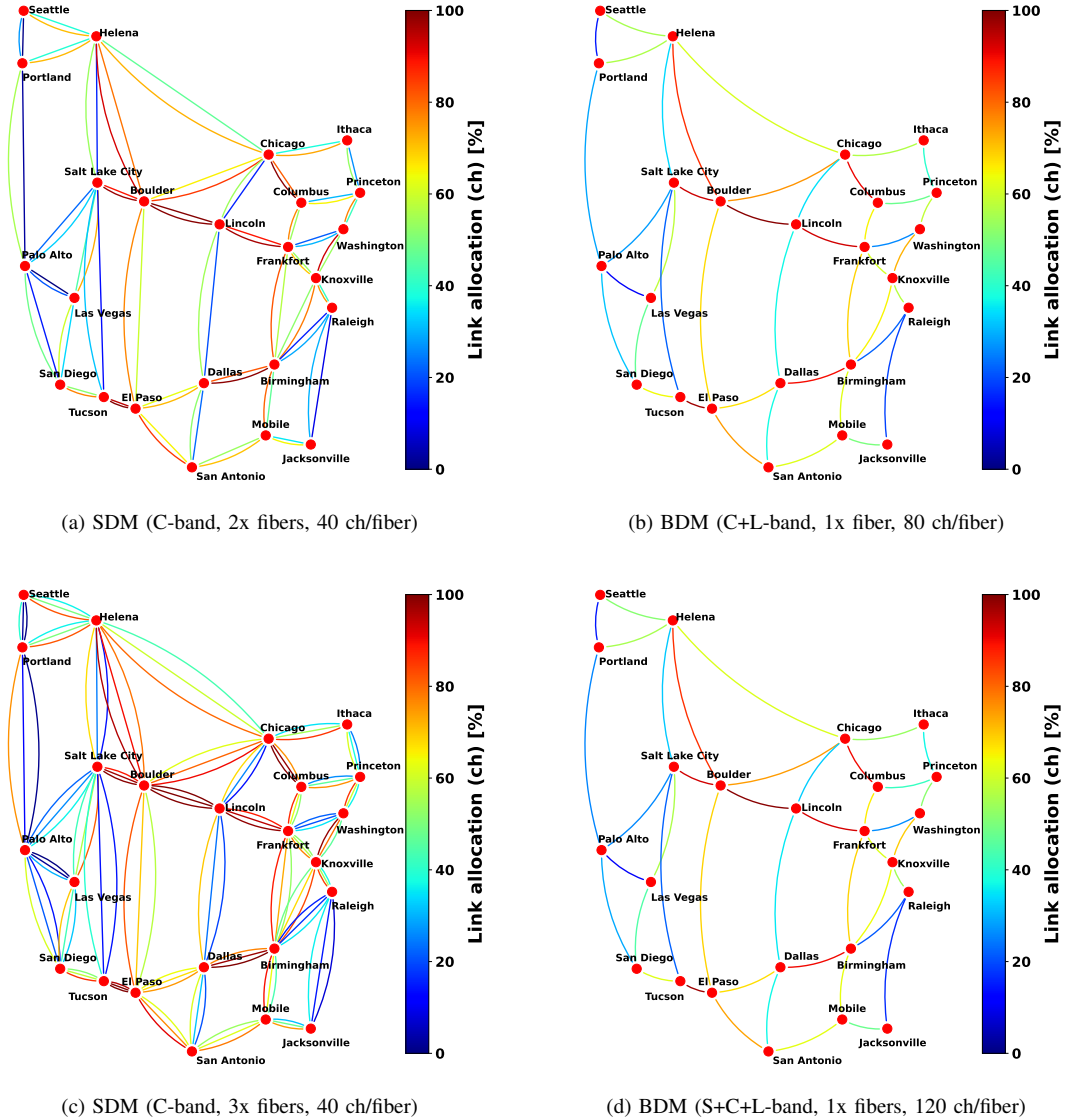 Seattle
Helena
Portland
Ithaca
Chicago
Salt Lake City
Boulder
Princeton
Columbus
Lincoln
Washington
Frankfort
Palo Alto
Knoxville
Las Vegas
Raleigh
San Diego
Dallas
Birmingham
Tucson
El Paso
Mobile
Jacksonville
San Antonio
100
80
60
40
20
0
Link allocation (ch) [%]
(a) SDM (C-band, 2x fibers, 40 ch/fiber)
Seattle
Helena
Portland
Ithaca
Chicago
Salt Lake City
Boulder
Princeton
Columbus
Lincoln
Washington
Frankfort
Palo Alto
Knoxville
Las Vegas
Raleigh
San Diego
Dallas
Birmingham
Tucson
El Paso
Mobile
Jacksonville
San Antonio
100
80
60
40
20
0
Link allocation (ch) [%]
(b) BDM (C+L-band, 1x fiber, 80 ch/fiber)
Seattle
Helena
Portland
Ithaca
Chicago
Salt Lake City
Boulder
Princeton
Columbus
Lincoln
Washington
Frankfort
Palo Alto
Knoxville
Las Vegas
Raleigh
San Diego
Dallas
Birmingham
Tucson
El Paso
Mobile
Jacksonville
San Antonio
100
80
60
40
20
0
Link allocation (ch) [%]
(c) SDM (C-band, 3x fibers, 40 ch/fiber)
Seattle
Helena
Portland
Ithaca
Chicago
Salt Lake City
Boulder
Princeton
Columbus
Lincoln
Washington
Frankfort
Palo Alto
Knoxville
Las Vegas
Raleigh
San Diego
Dallas
Birmingham
Tucson
El Paso
Mobile
Jacksonville
San Antonio
100
80
60
40
20
0
Link allocation (ch) [%]
(d) BDM (S+C+L-band, 1x fibers, 120 ch/fiber)